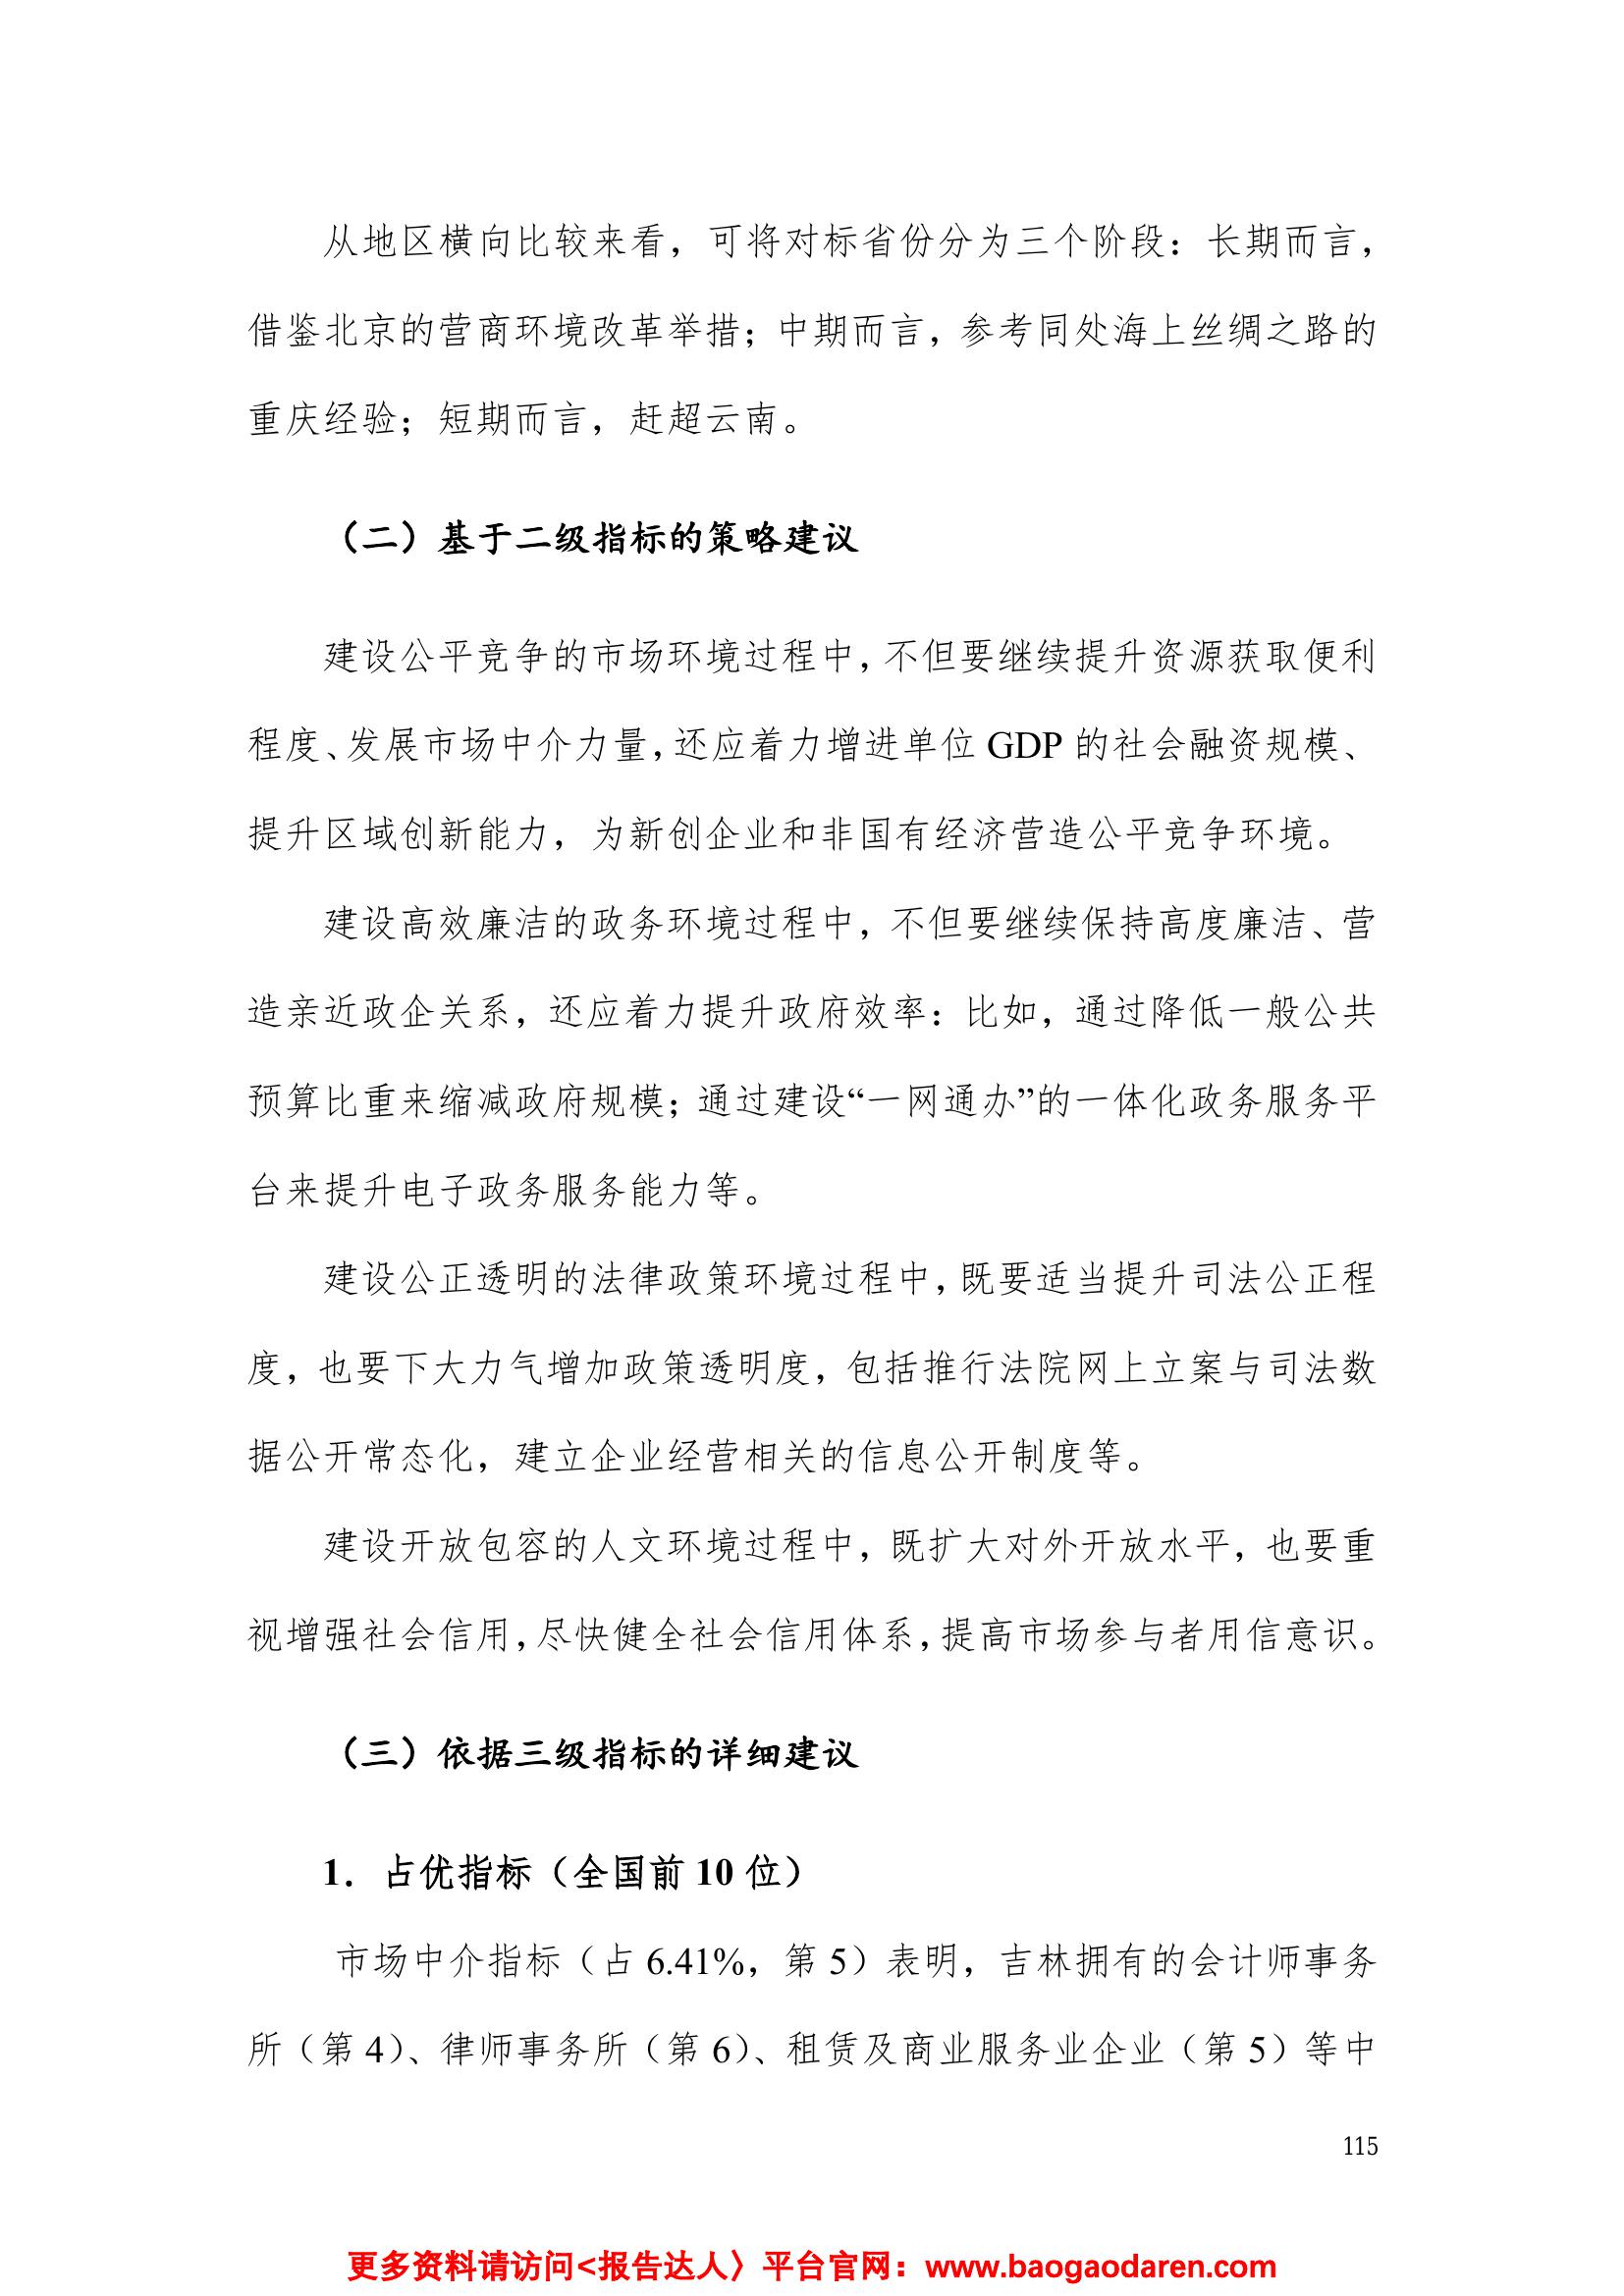 从地区横向比较来看，可将对标省份分为三个阶段：长期而言，
借鉴北京的营商环境改革举措；中期而言，参考同处海上丝绸之路的
重庆经验；短期而言，赶超云南。
（二）基于二级指标的策略建议
建设公平竞争的市场环境过程中，不但要继续提升资源获取便利
程度、发展市场中介力量，还应着力增进单位 GDP 的社会融资规模、
提升区域创新能力，为新创企业和非国有经济营造公平竞争环境。
建设高效廉洁的政务环境过程中，不但要继续保持高度廉洁、营
造亲近政企关系，还应着力提升政府效率：比如，通过降低一般公共
预算比重来缩减政府规模；通过建设“一网通办”的一体化政务服务平
台来提升电子政务服务能力等。
建设公正透明的法律政策环境过程中，既要适当提升司法公正程
度，也要下大力气增加政策透明度，包括推行法院网上立案与司法数
据公开常态化，建立企业经营相关的信息公开制度等。
建设开放包容的人文环境过程中，既扩大对外开放水平，也要重
视增强社会信用，尽快健全社会信用体系，提高市场参与者用信意识。
（三）依据三级指标的详细建议
1．占优指标（全国前 10 位）
市场中介指标（占 6.41%，第 5）表明，吉林拥有的会计师事务
所（第 4）、律师事务所（第 6）、租赁及商业服务业企业（第 5）等中
115
更多资料请访问<报告达人〉平台官网：www.baogaodaren.com